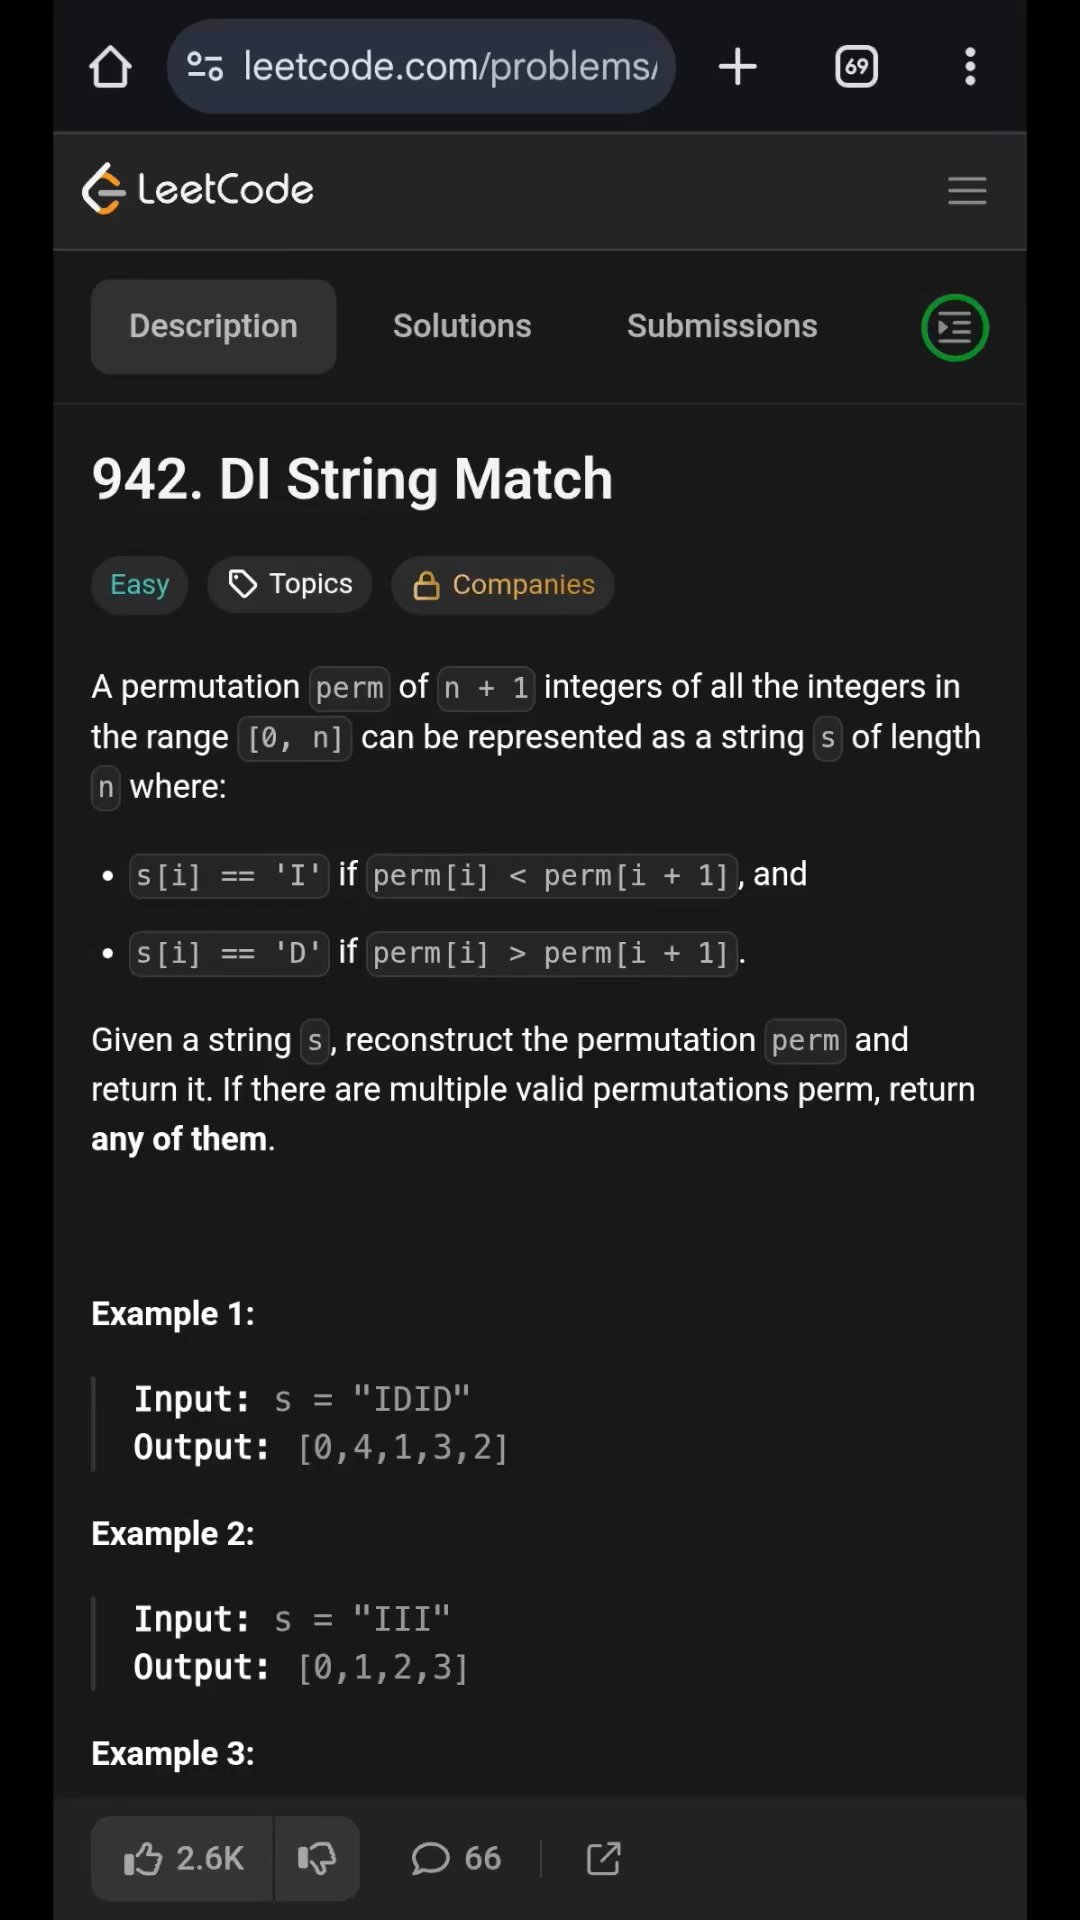 leetcode.com/problems/
69
LeetCode
Description
Solutions
Submissions
942. DI String Match
Easy
Topics
Companies
A permutation perm of n + 1 integers of all the integers in
the range [0, n] can be represented as a string s of length
n where:
• s[i] == 'I' if perm[i] < perm[i + 1], and
• s[i] == 'D' if perm[i] > perm[i + 1].
Given a string s, reconstruct the permutation perm and
return it. If there are multiple valid permutations perm, return
any of them.
Example 1:
Input: s = "IDID"
Output: [0,4,1,3,2]
Example 2:
Input: s = "III"
Output: [0,1,2,3]
Example 3:
2.6K
66